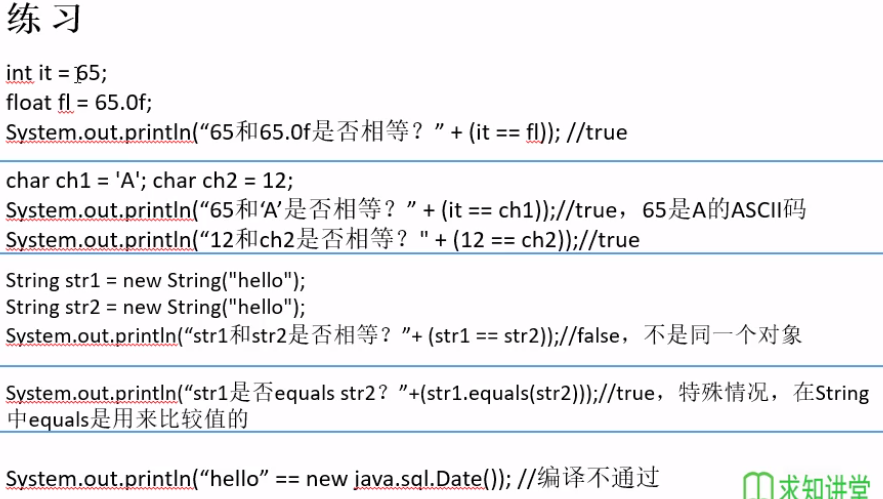 练 习
int it = 65;
float fl = 65.0f;
System.out.println(“65和65.0f是否相等？” + (it == fl)); //true
char ch1 = 'A'; char ch2 = 12;
System.out.println(“65和‘A’是否相等？” + (it == ch1));//true，65是A的ASCII码
System.out.println(“12和ch2是否相等？" + (12 == ch2));//true
String str1 = new String("hello");
String str2 = new String("hello");
System.out.println(“str1和str2是否相等？”+ (str1 == str2));//false，不是同一个对象
System.out.println(“str1是否equals str2？”+(str1.equals(str2)));//true，特殊情况，在String
中equals是用来比较值的
System.out.println(“hello” == new java.sql.Date()); //编译不通过
求知讲堂